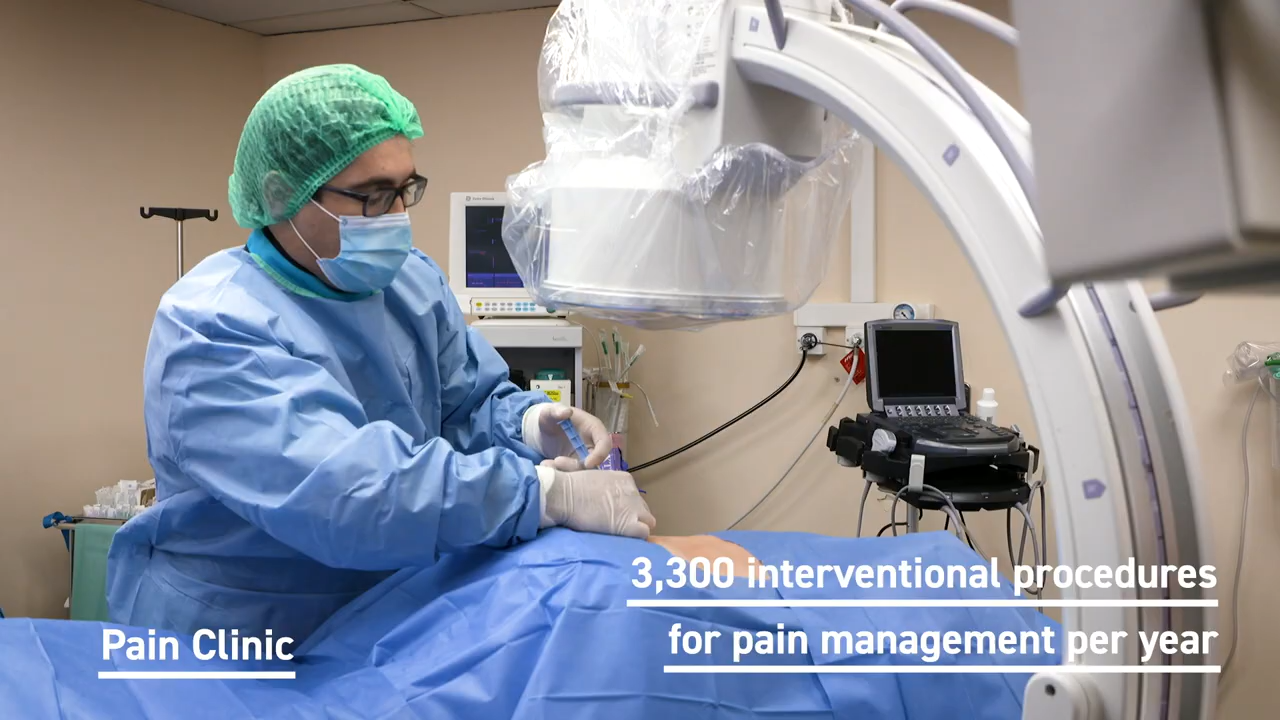 3,300 interventional procedures
for pain management per year
Pain Clinic